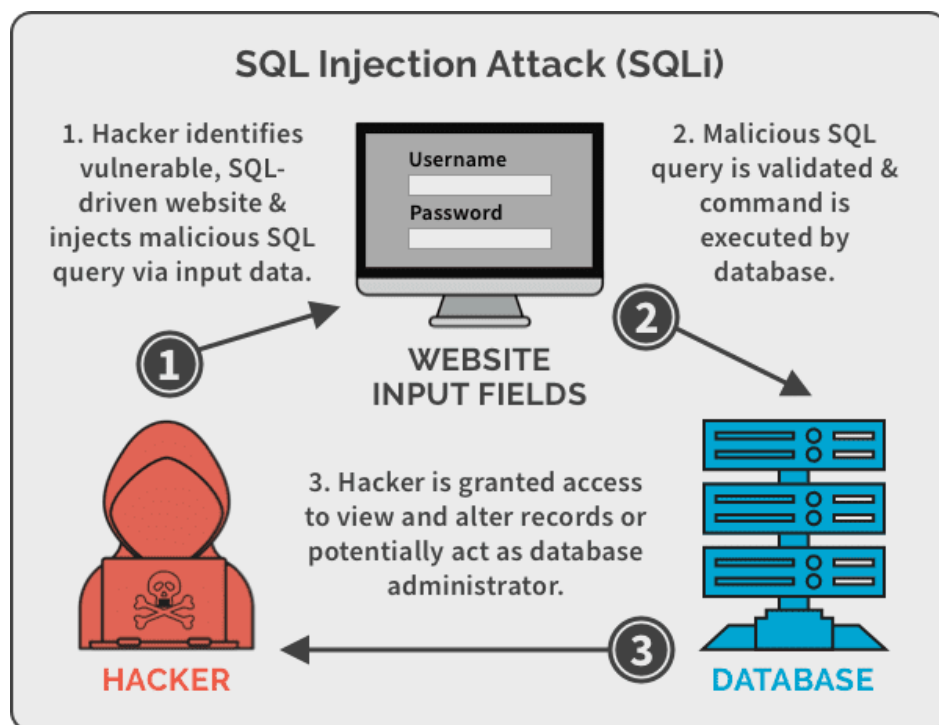 SQL Injection Attack (SQLi)
1. Hacker identifies
vulnerable, SQL-
driven website &
injects malicious SQL
query via input data.
Username
Password
2. Malicious SQL
query is validated &
command is
executed by
database.
1
2
WEBSITE
INPUT FIELDS
3. Hacker is granted access
to view and alter records or
potentially act as database
administrator.
3
HACKER
DATABASE